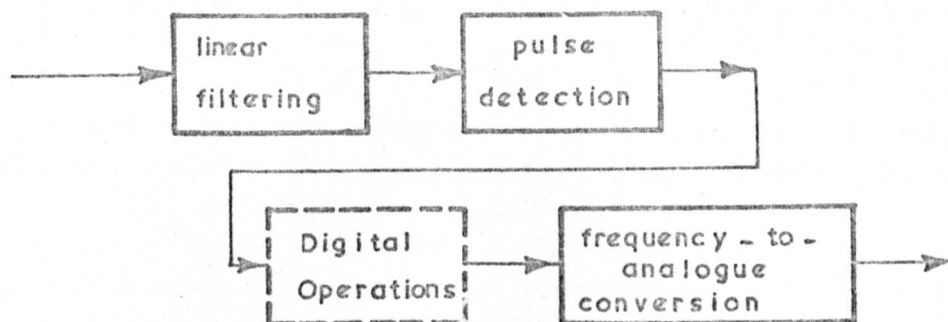 linear
filtering
pulse
detection
Digital
Operations
frequency - to -
analogue
conversion